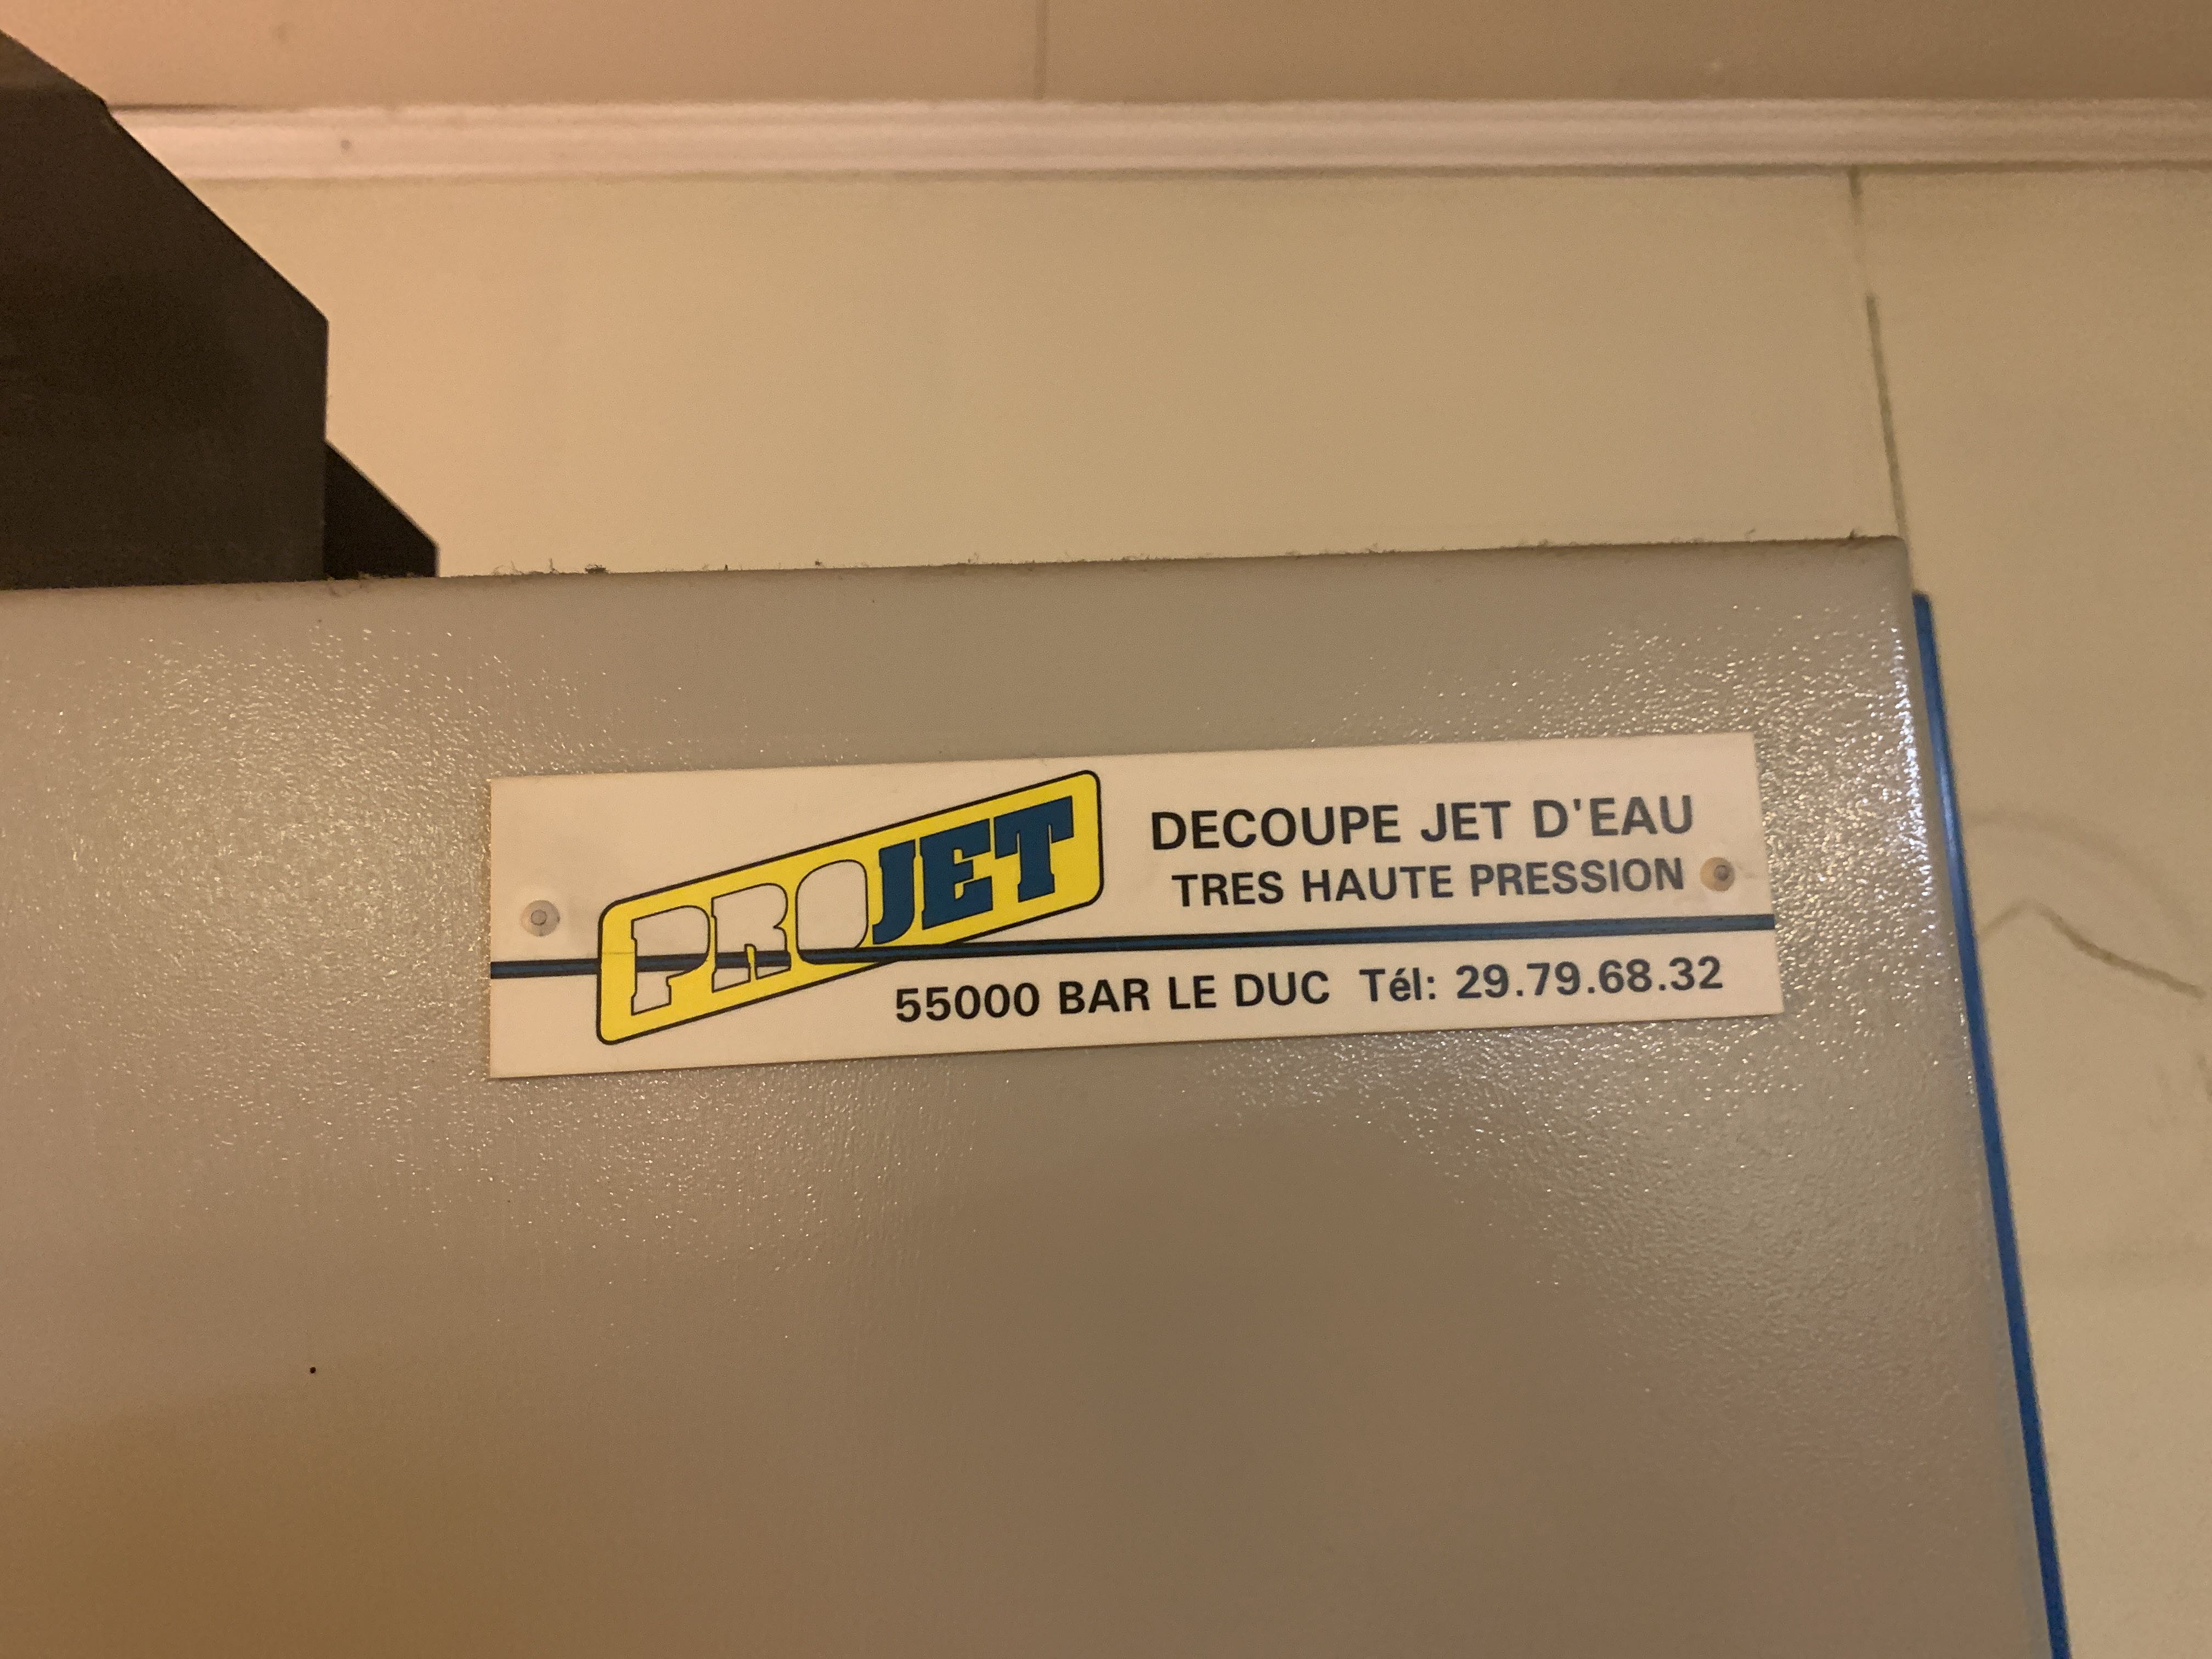 PROJET
DECOUPE JET D'EAU
TRES HAUTE PRESSION
55000 BAR LE DUC Tél: 29.79.68.32